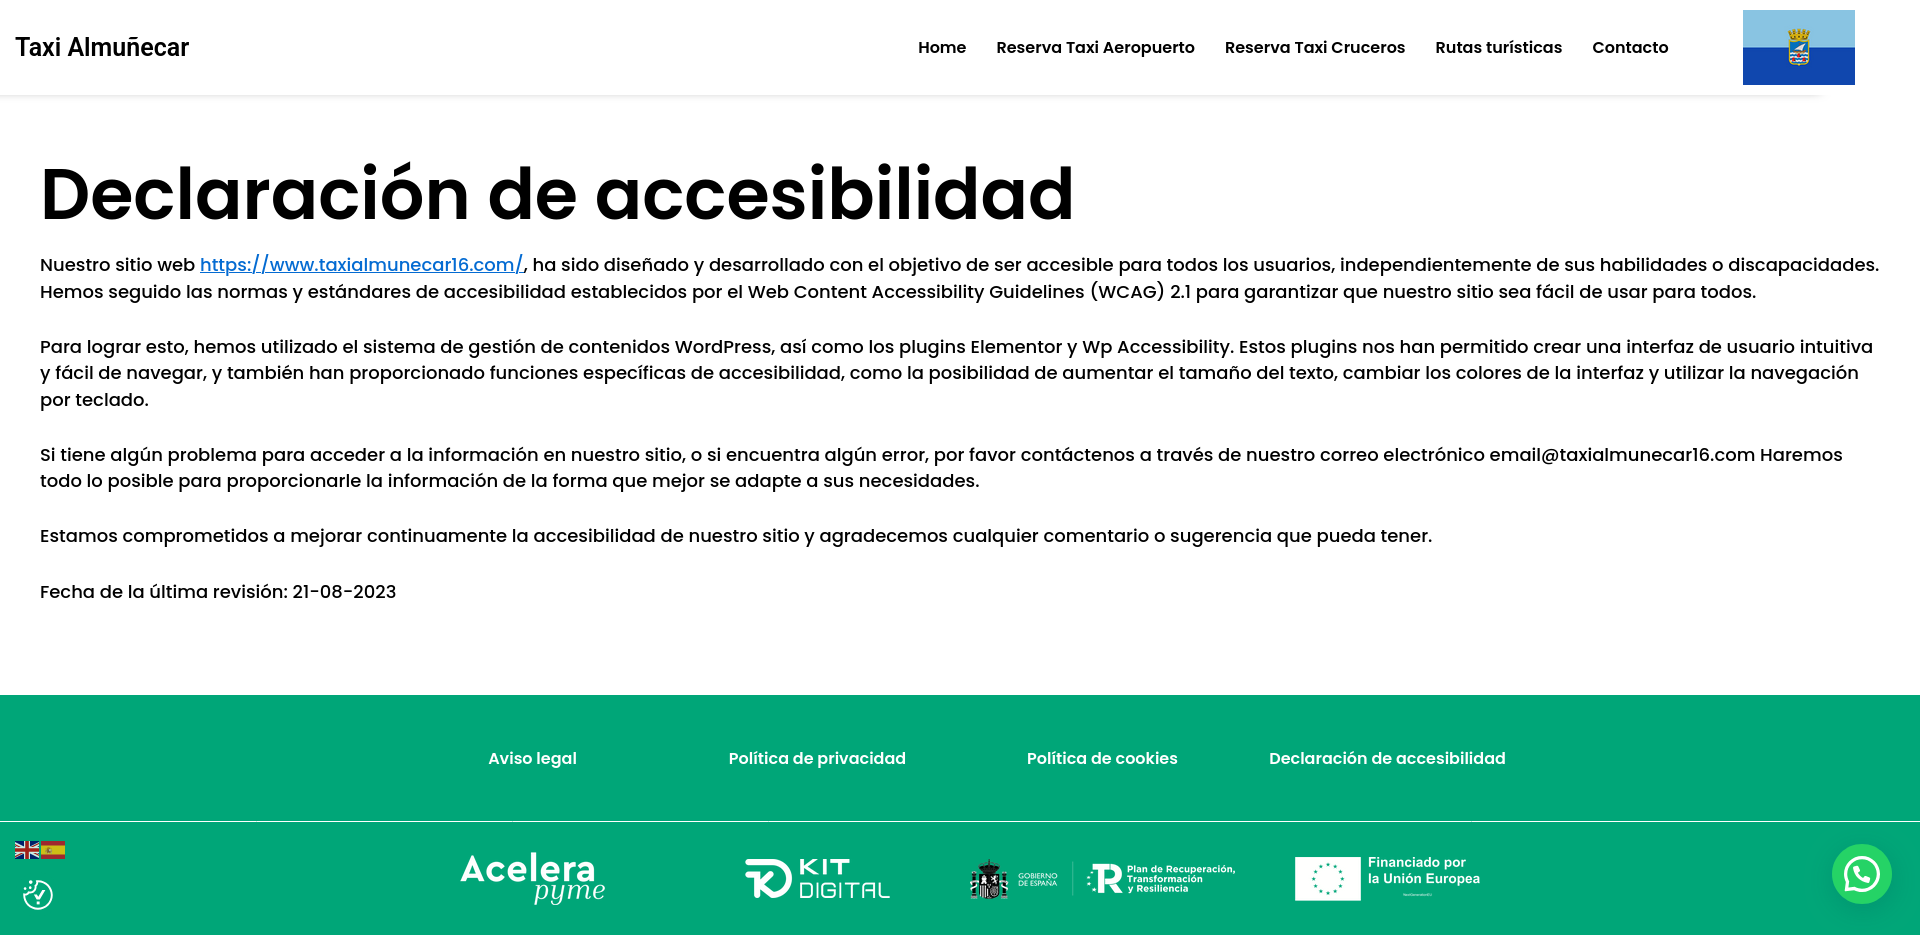 Taxi Almuñecar
Home
Reserva Taxi Aeropuerto
Reserva Taxi Cruceros
Rutas turísticas
Contacto
Declaración de accesibilidad
Nuestro sitio web https://www.taxialmunecar16.com/, ha sido diseñado y desarrollado con el objetivo de ser accesible para todos los usuarios, independientemente de sus habilidades o discapacidades.
Hemos seguido las normas y estándares de accesibilidad establecidos por el Web Content Accessibility Guidelines (WCAG) 2.1 para garantizar que nuestro sitio sea fácil de usar para todos.
Para lograr esto, hemos utilizado el sistema de gestión de contenidos WordPress, así como los plugins Elementor y Wp Accessibility. Estos plugins nos han permitido crear una interfaz de usuario intuitiva
y fácil de navegar, y también han proporcionado funciones específicas de accesibilidad, como la posibilidad de aumentar el tamaño del texto, cambiar los colores de la interfaz y utilizar la navegación
por teclado.
Si tiene algún problema para acceder a la información en nuestro sitio, o si encuentra algún error, por favor contáctenos a través de nuestro correo electrónico email@taxialmunecar16.com Haremos
todo lo posible para proporcionarle la información de la forma que mejor se adapte a sus necesidades.
Estamos comprometidos a mejorar continuamente la accesibilidad de nuestro sitio y agradecemos cualquier comentario o sugerencia que pueda tener.
Fecha de la última revisión: 21-08-2023
Aviso legal
Política de privacidad
Política de cookies
Declaración de accesibilidad
Acelera
pyme
KIT
DIGITAL
GOBIERNO
DE ESPAÑA
Plan de Recuperación,
Transformación
y Resiliencia
Financiado por
la Unión Europea